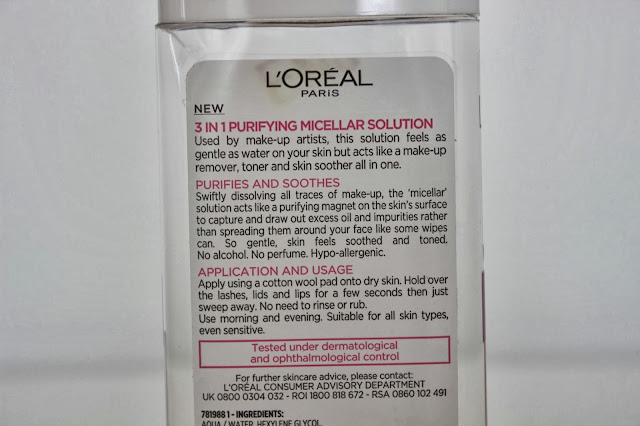 L'ORÉAL
PARIS
NEW
3 IN 1 PURIFYING MICELLAR SOLUTION
Used by make-up artists, this solution feels as
gentle as water on your skin but acts like a make-up
remover, toner and skin soother all in one.
PURIFIES AND SOOTHES
Swiftly dissolving all traces of make-up, the 'micellar'
solution acts like a purifying magnet on the skin's surface
to capture and draw out excess oil and impurities rather
than spreading them around your face like some wipes
can. So gentle, skin feels soothed and toned.
No alcohol. No perfume. Hypo-allergenic.
APPLICATION AND USAGE
Apply using a cotton wool pad onto dry skin. Hold over
the lashes, lids and lips for a few seconds then just
sweep away. No need to rinse or rub.
Use morning and evening. Suitable for all skin types,
even sensitive.
Tested under dermatological
and ophthalmological control
For further skincare advice, please contact:
L'ORÉAL CONSUMER ADVISORY DEPARTMENT
UK 0800 0304 032 - ROI 1800 818 672 - RSA 0860 102 491
781988 1 - INGREDIENTS:
AQUA / WATER, HEXYLENE GLYCOL,